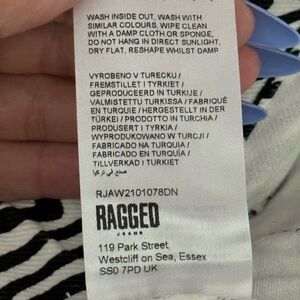 WASH INSIDE OUT, WASH WITH
SIMILAR COLOURS, WIPE CLEAN
WITH A DAMP CLOTH OR SPONGE,
DO NOT HANG IN DIRECT SUNLIGHT,
DRY FLAT, RESHAPE WHILST DAMP
VYROBENO V TURECKU /
FREMSTILLET I TYRKIET /
GEPRODUCEERD IN TURKIJE /
VALMISTETTU TURKISSA / FABRIQUÉ
EN TURQUIE / HERGESTELLT IN DER
TÜRKEI / PRODOTTO IN TURCHIA /
PRODUSERT I TYRKIA /
WYPRODUKOWANO W TURCJI /
FABRICADO NA TURQUIA /
FABRICADO EN TURQUÍA /
TILLVERKAD I TURKIET
صنع في تركيا
RJAW2101078DN
RAGGED
JEANS
119 Park Street,
Westcliff on Sea, Essex
SS0 7PD UK